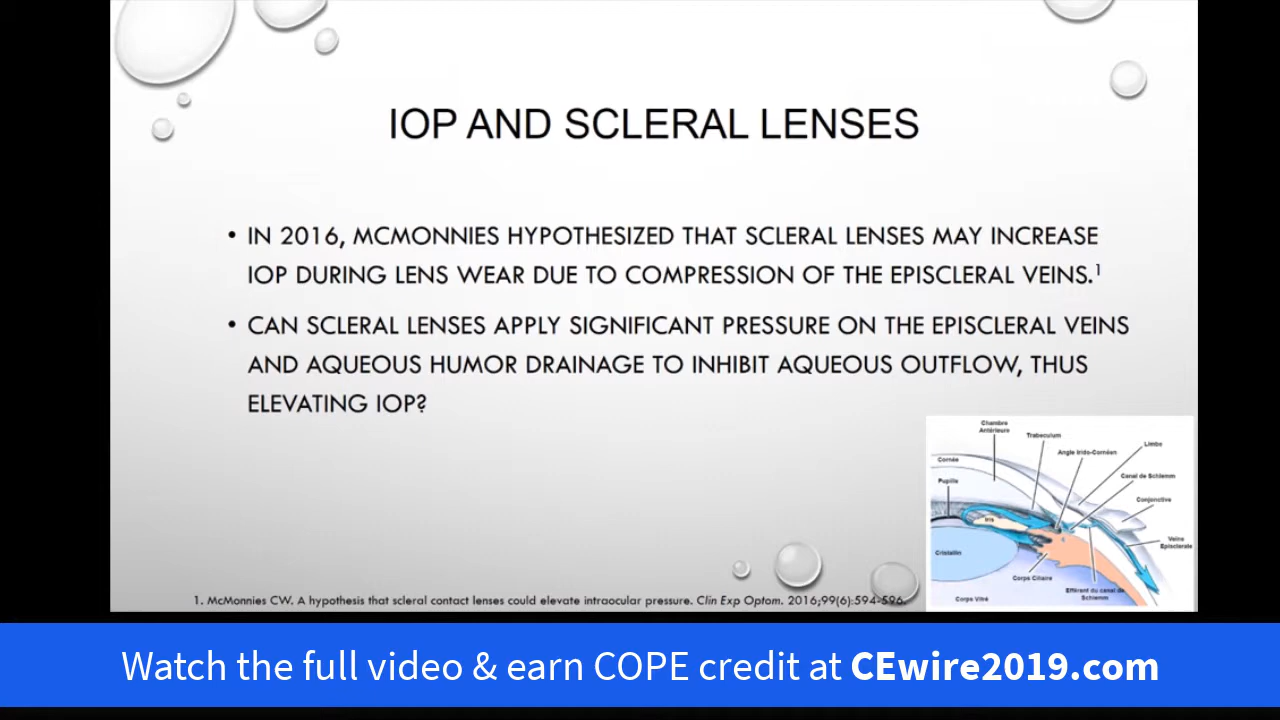 IOP AND SCLERAL LENSES
• IN 2016, MCMONNIES HYPOTHESIZED THAT SCLERAL LENSES MAY INCREASE
IOP DURING LENS WEAR DUE TO COMPRESSION OF THE EPISCLERAL VEINS.1
• CAN SCLERAL LENSES APPLY SIGNIFICANT PRESSURE ON THE EPISCLERAL VEINS
AND AQUEOUS HUMOR DRAINAGE TO INHIBIT AQUEOUS OUTFLOW, THUS
ELEVATING IOP?
Chambre
Antérieure
Trabeculum
Limbe
Angle Irido-Cornéen
Cornée
Canal de Schlemm
Pupille
Conjonctive
Iris
Veine
Episclerale
Cristallin
Corps Ciliaire
Efférent du canal de
Schlemm
Corps Vitré
1. McMonnies CW. A hypothesis that scleral contact lenses could elevate intraocular pressure. Clin Exp Optom. 2016;99(6):594-596.
Watch the full video & earn COPE credit at CEwire2019.com